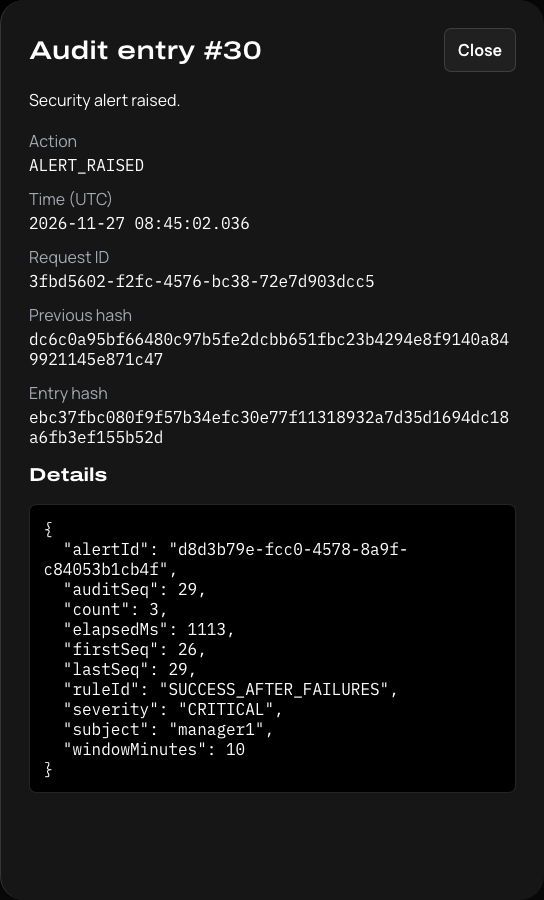 Audit entry #30
Close
Security alert raised.
Action
ALERT_RAISED
Time (UTC)
2026-11-27 08:45:02.036
Request ID
3fbd5602-f2fc-4576-bc38-72e7d903dcc5
Previous hash
dc6c0a95bf66480c97b5fe2dcbb651fbc23b4294e8f9140a84
9921145e871c47
Entry hash
ebc37fbc080f9f57b34efc30e77f11318932a7d35d1694dc18
a6fb3ef155b52d
Details
{
  "alertId": "d8d3b79e-fcc0-4578-8a9f-
c84053b1cb4f",
  "auditSeq": 29,
  "count": 3,
  "elapsedMs": 1113,
  "firstSeq": 26,
  "lastSeq": 29,
  "ruleId": "SUCCESS_AFTER_FAILURES",
  "severity": "CRITICAL",
  "subject": "manager1",
  "windowMinutes": 10
}